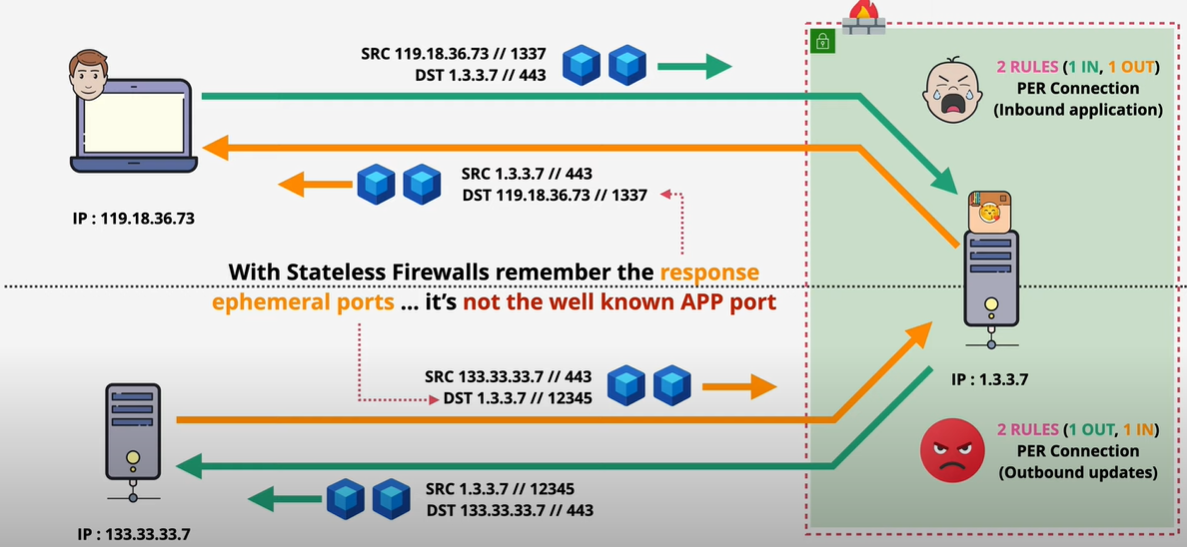 SRC 119.18.36.73 // 1337
DST 1.3.3.7 // 443
2 RULES (1 IN, 1 OUT)
PER Connection
(Inbound application)
SRC 1.3.3.7 // 443
DST 119.18.36.73 // 1337
IP : 119.18.36.73
With Stateless Firewalls remember the response
ephemeral ports ... it's not the well known APP port
SRC 133.33.33.7 // 443
DST 1.3.3.7 // 12345
IP : 1.3.3.7
2 RULES (1 OUT, 1 IN)
PER Connection
(Outbound updates)
SRC 1.3.3.7 // 12345
DST 133.33.33.7 // 443
IP : 133.33.33.7